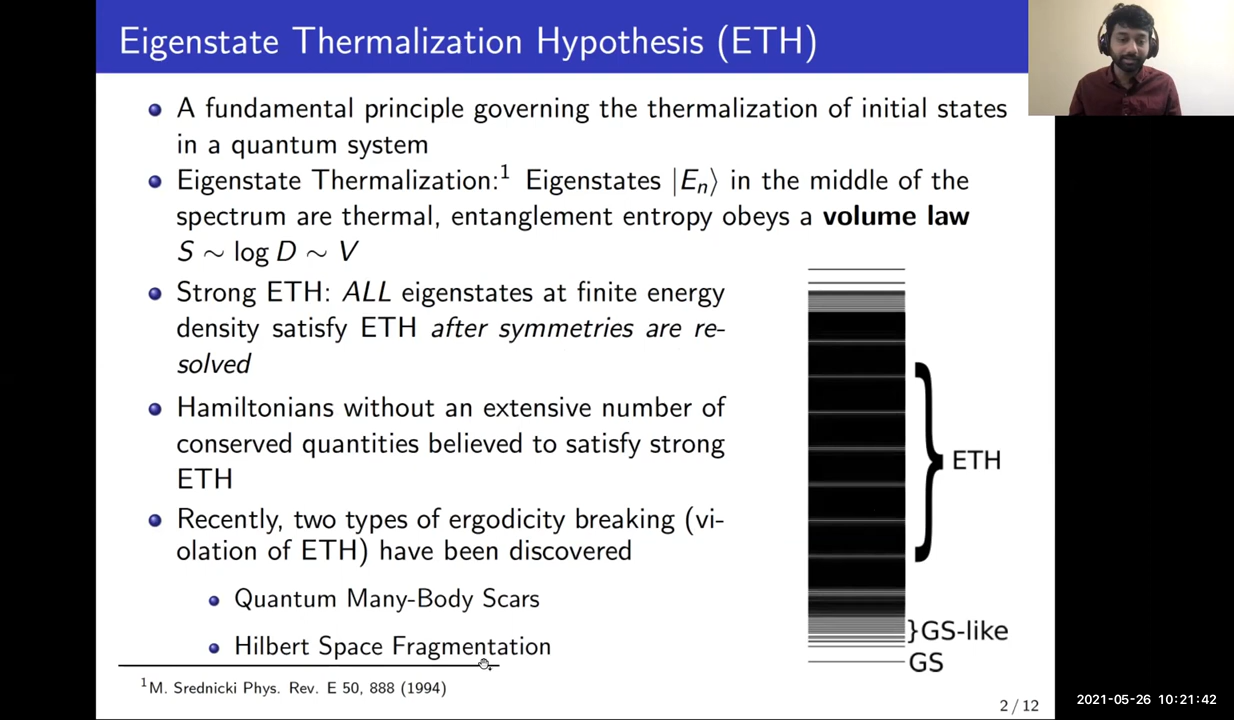 Eigenstate Thermalization Hypothesis (ETH)
A fundamental principle governing the thermalization of initial states
in a quantum system
Eigenstate Thermalization:¹ Eigenstates |Eₙ⟩ in the middle of the
spectrum are thermal, entanglement entropy obeys a volume law
S ∼ log D ∼ V
Strong ETH: ALL eigenstates at finite energy
density satisfy ETH after symmetries are re-
solved
Hamiltonians without an extensive number of
conserved quantities believed to satisfy strong
ETH
Recently, two types of ergodicity breaking (vi-
olation of ETH) have been discovered
Quantum Many-Body Scars
Hilbert Space Fragmentation
ETH
}GS-like
GS
¹M. Srednicki Phys. Rev. E 50, 888 (1994)
2 / 12
2021-05-26 10:21:42